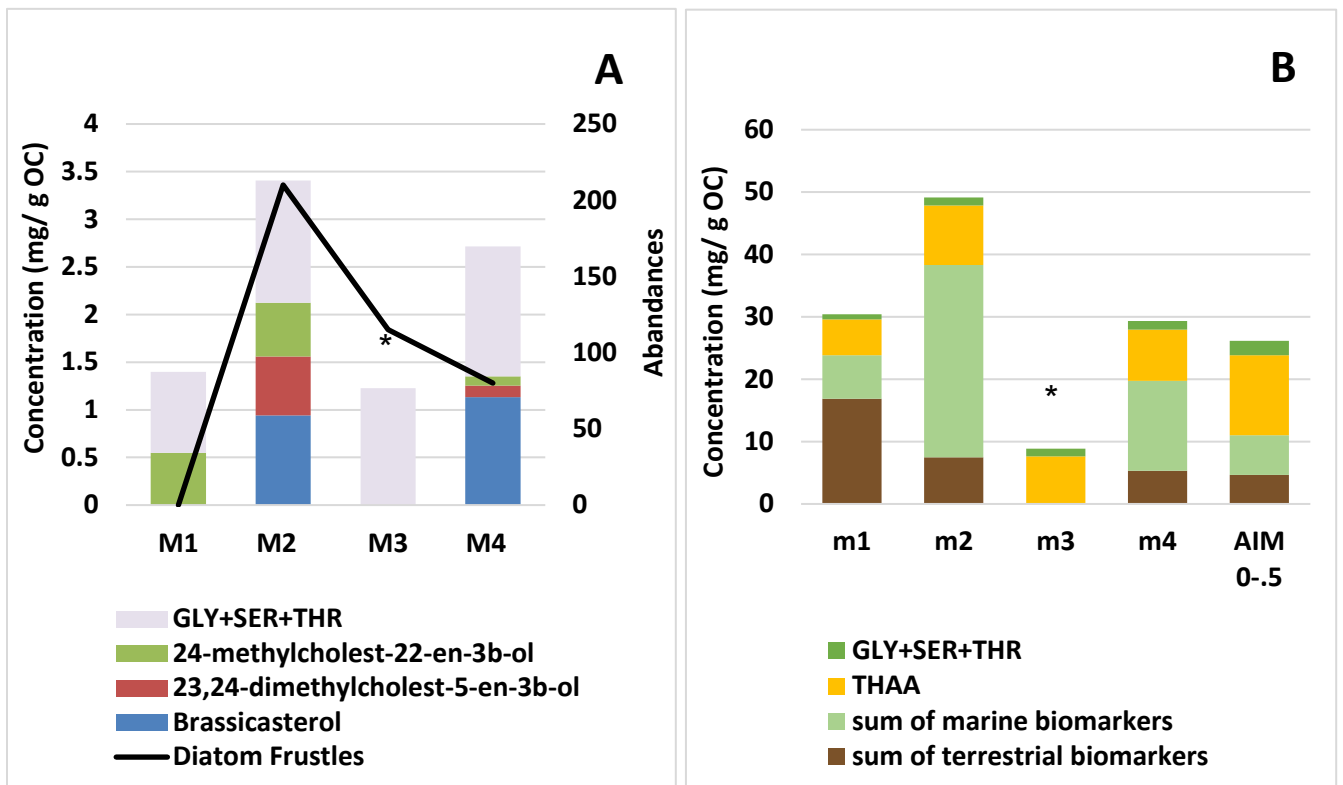 A
Concentration (mg/ g OC)
4
3.5
3
2.5
2
1.5
1
0.5
0
250
200
150
100
50
0
Abandances
*
M1 M2 M3 M4
GLY+SER+THR
24-methylcholest-22-en-3b-ol
23,24-dimethylcholest-5-en-3b-ol
Brassicasterol
Diatom Frustles
B
Concentration (mg/ g OC)
60
50
40
30
20
10
0
*
m1 m2 m3 m4 AIM
0-.5
GLY+SER+THR
THAA
sum of marine biomarkers
sum of terrestrial biomarkers